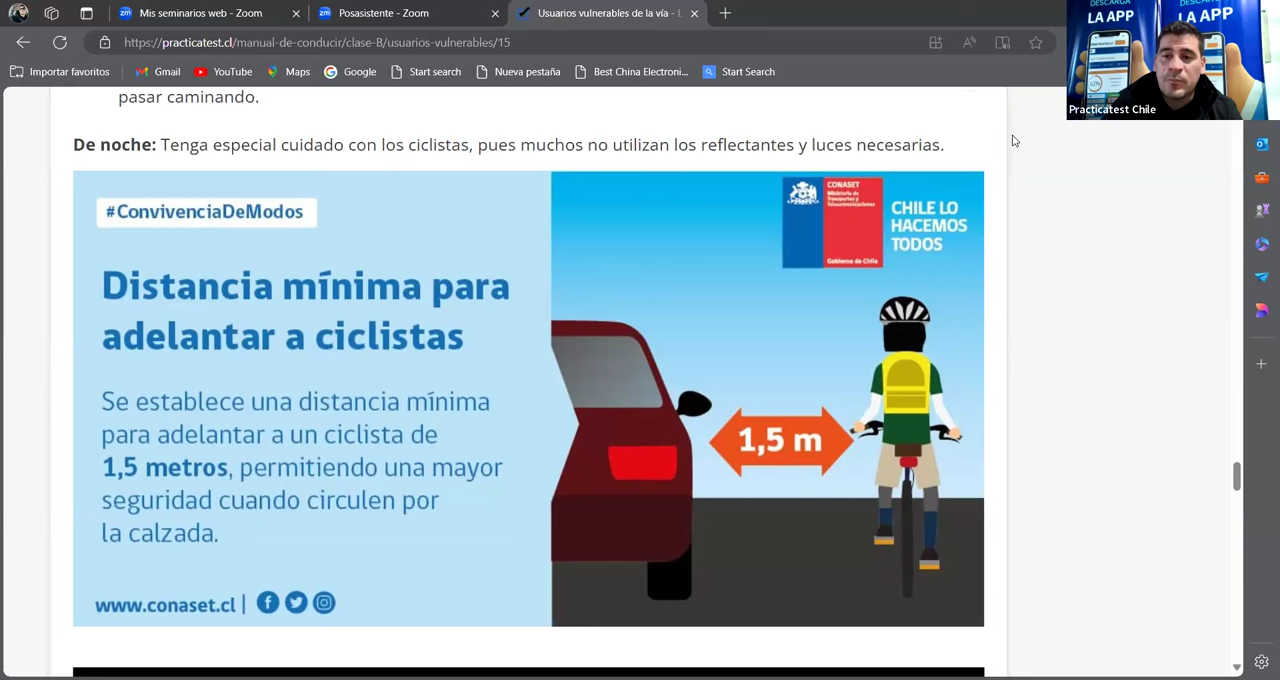 Mis seminarios web - Zoom
Posasistente - Zoom
Usuarios vulnerables de la vía - L
https://practicatest.cl/manual-de-conducir/clase-B/usuarios-vulnerables/15
Importar favoritos
Gmail
YouTube
Maps
Google
Start search
Nueva pestaña
Best China Electroni...
Start Search
DESCARGA
LA APP
LA APP
Practicatest Chile
pasar caminando.
De noche: Tenga especial cuidado con los ciclistas, pues muchos no utilizan los reflectantes y luces necesarias.
#ConvivenciaDeModos
Distancia mínima para
adelantar a ciclistas
Se establece una distancia mínima
para adelantar a un ciclista de
1,5 metros, permitiendo una mayor
seguridad cuando circulen por
la calzada.
www.conaset.cl |
CONASET
Ministerio de
Transportes y
Telecomunicaciones
Gobierno de Chile
CHILE LO
HACEMOS
TODOS
1,5 m